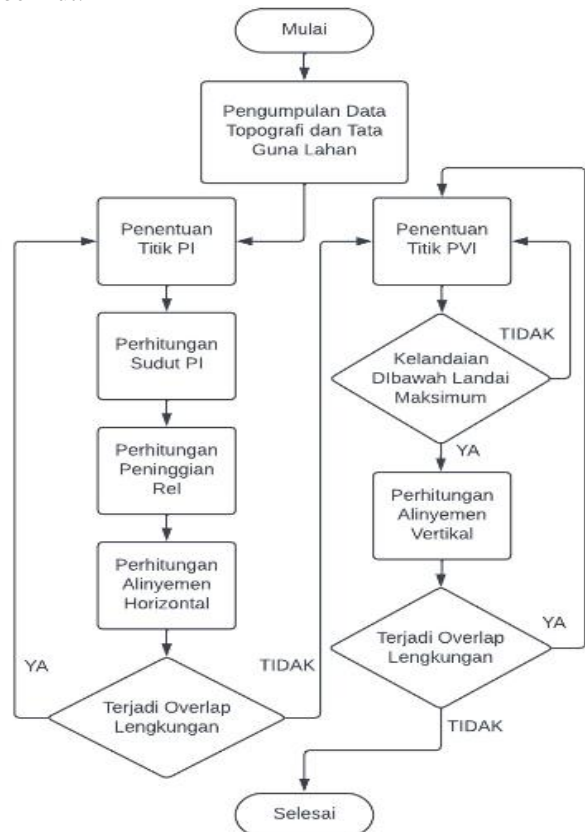 Mulai
Pengumpulan Data
Topografi dan Tata
Guna Lahan
Penentuan
Titik PI
Perhitungan
Sudut PI
Perhitungan
Peninggian
Rel
Perhitungan
Alinyemen
Horizontal
YA
TIDAK
Terjadi Overlap
Lengkungan
Penentuan
Titik PVI
TIDAK
Kelandaian
DIbawah Landai
Maksimum
YA
Perhitungan
Alinyemen
Vertikal
YA
Terjadi Overlap
Lengkungan
TIDAK
Selesai